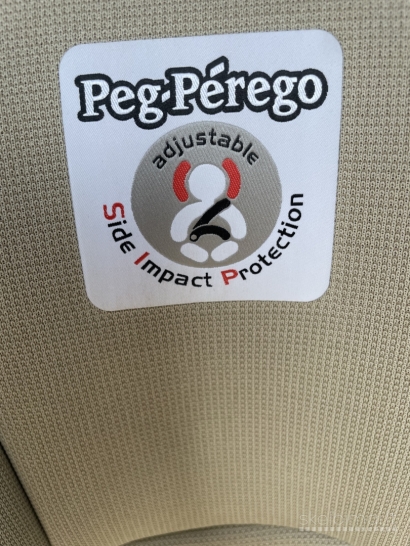 Peg-Pérego
adjustable
Side Impact Protection